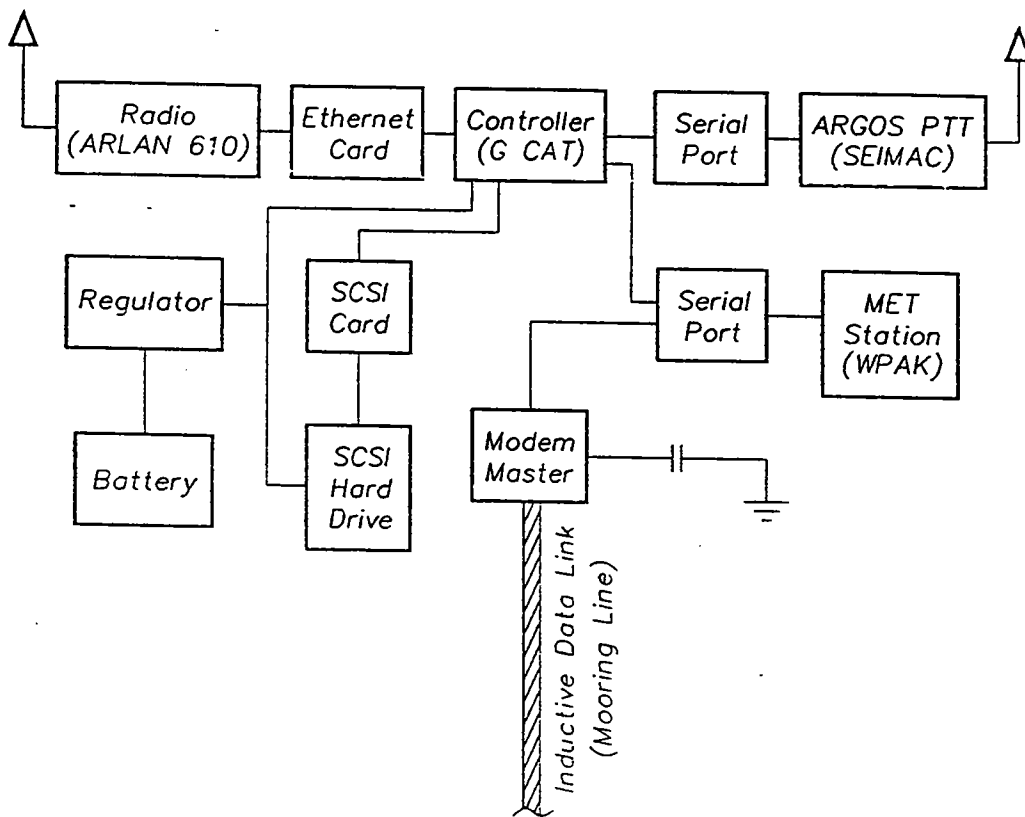 Radio
(ARLAN 610)
Ethernet
Card
Controller
(G CAT)
Serial
Port
ARGOS PTT
(SEIMAC)
Regulator
SCSI
Card
Serial
Port
MET
Station
(WPAK)
Battery
SCSI
Hard
Drive
Modem
Master
Inductive Data Link
(Mooring Line)